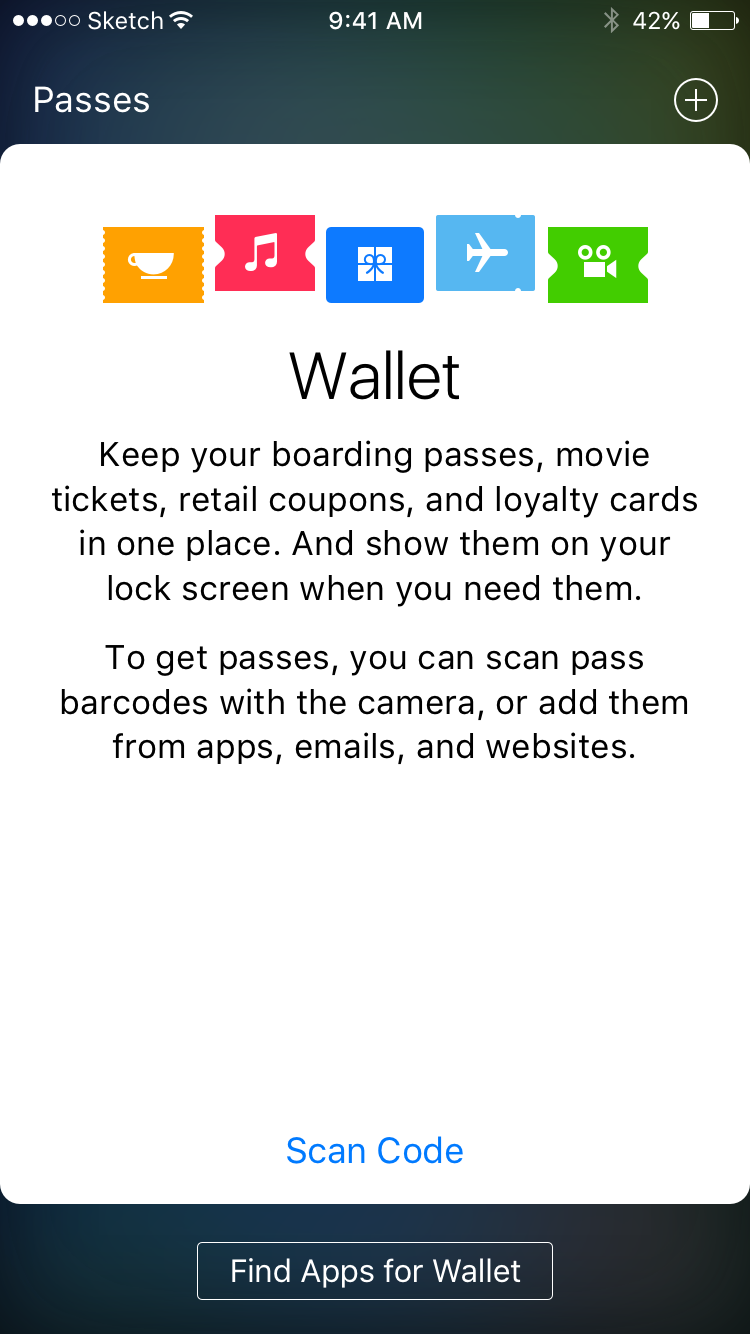 Sketch 9:41 AM 42%
Passes
Wallet
Keep your boarding passes, movie
tickets, retail coupons, and loyalty cards
in one place. And show them on your
lock screen when you need them.
To get passes, you can scan pass
barcodes with the camera, or add them
from apps, emails, and websites.
Scan Code
Find Apps for Wallet